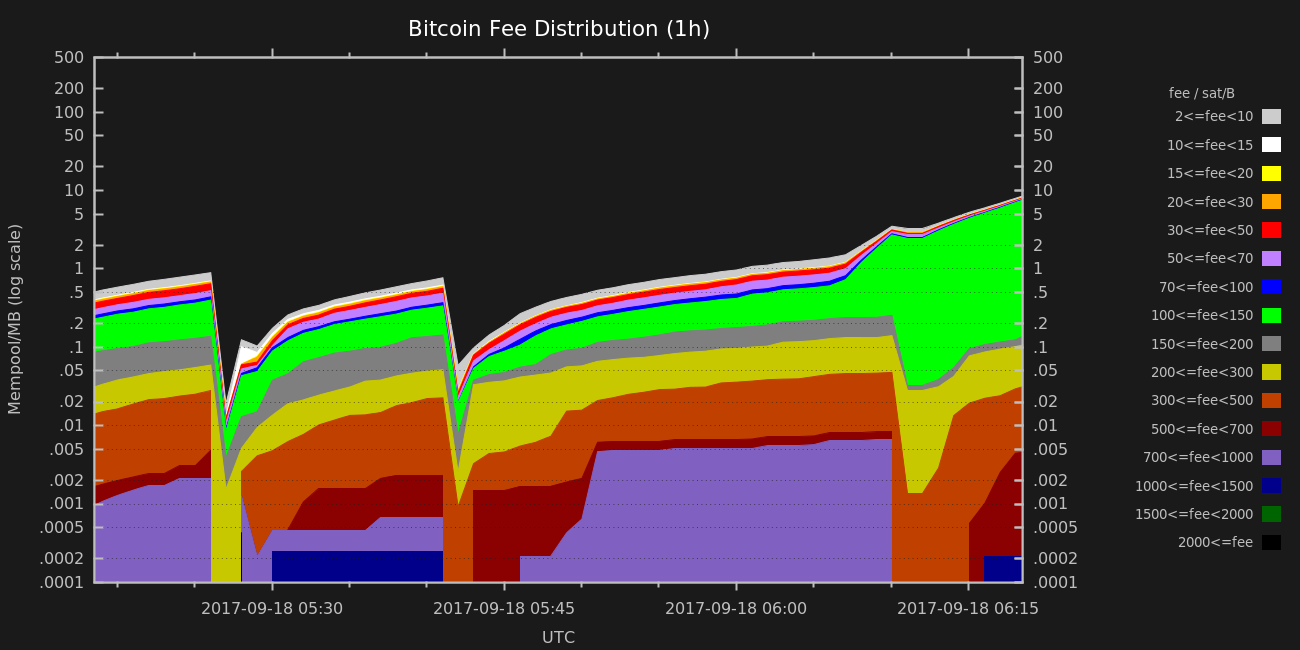 Bitcoin Fee Distribution (1h)
500 500
200 200
100 100
50 50
20 20
10 10
5 5
2 2
1 1
.5 .5
.2 .2
.1 .1
.05 .05
.02 .02
.01 .01
.005 .005
.002 .002
.001 .001
.0005 .0005
.0002 .0002
.0001 .0001
Mempool/MB (log scale)
2017-09-18 05:30 2017-09-18 05:45 2017-09-18 06:00 2017-09-18 06:15
UTC
fee / sat/B
2<=fee<10
10<=fee<15
15<=fee<20
20<=fee<30
30<=fee<50
50<=fee<70
70<=fee<100
100<=fee<150
150<=fee<200
200<=fee<300
300<=fee<500
500<=fee<700
700<=fee<1000
1000<=fee<1500
1500<=fee<2000
2000<=fee